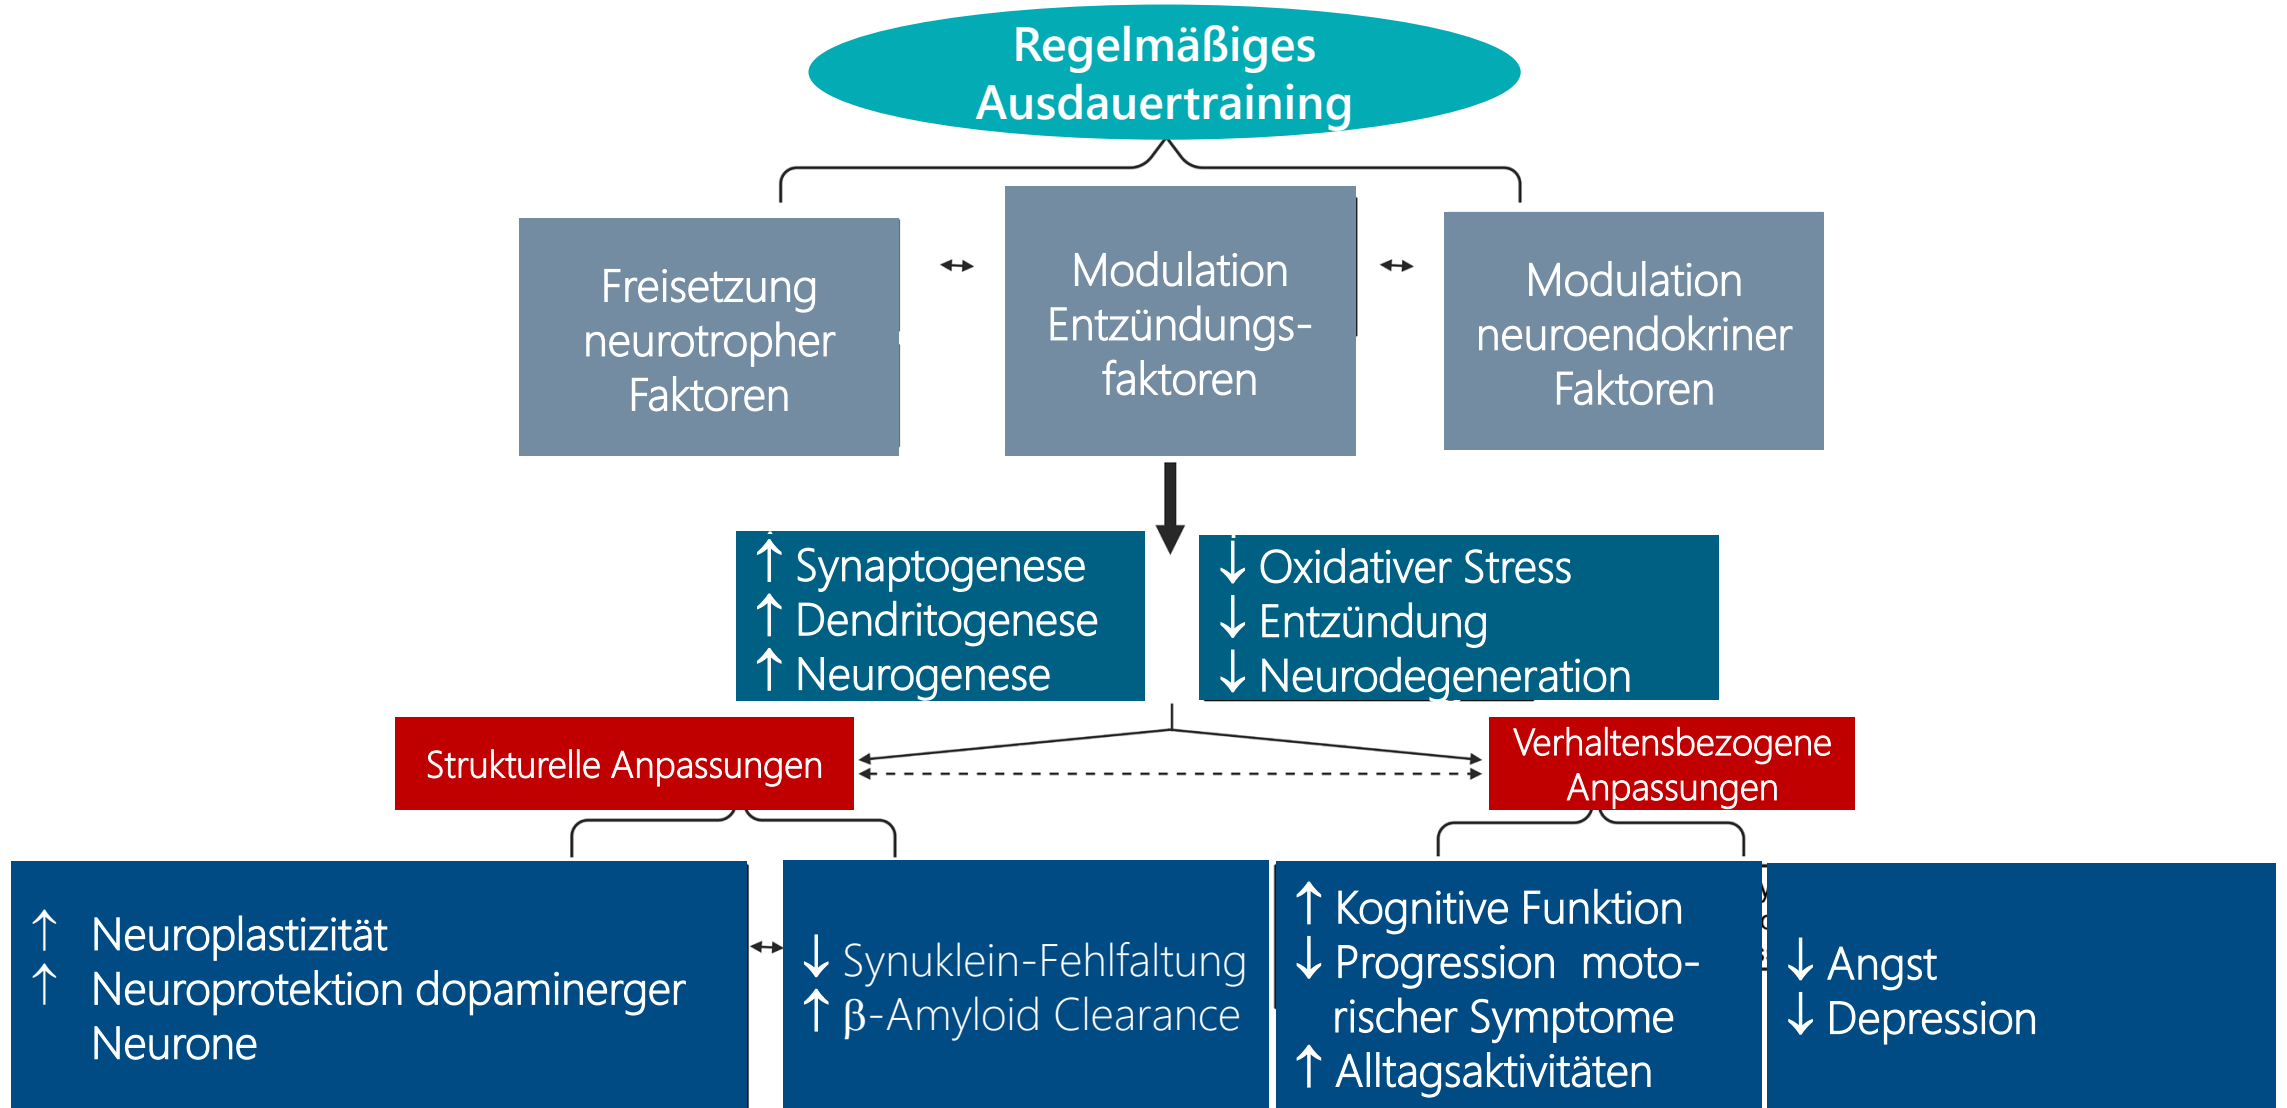 Regelmäßiges
Ausdauertraining
Freisetzung
neurotropher
Faktoren
Modulation
Entzündungs-
faktoren
Modulation
neuroendokriner
Faktoren
↑ Synaptogenese
↑ Dendritogenese
↑ Neurogenese
↓ Oxidativer Stress
↓ Entzündung
↓ Neurodegeneration
Strukturelle Anpassungen
Verhaltensbezogene
Anpassungen
↑ Neuroplastizität
↑ Neuroprotektion dopaminerger
Neurone
↓ Synuklein-Fehlfaltung
↑ β-Amyloid Clearance
↑ Kognitive Funktion
↓ Progression moto-
rischer Symptome
↑ Alltagsaktivitäten
↓ Angst
↓ Depression